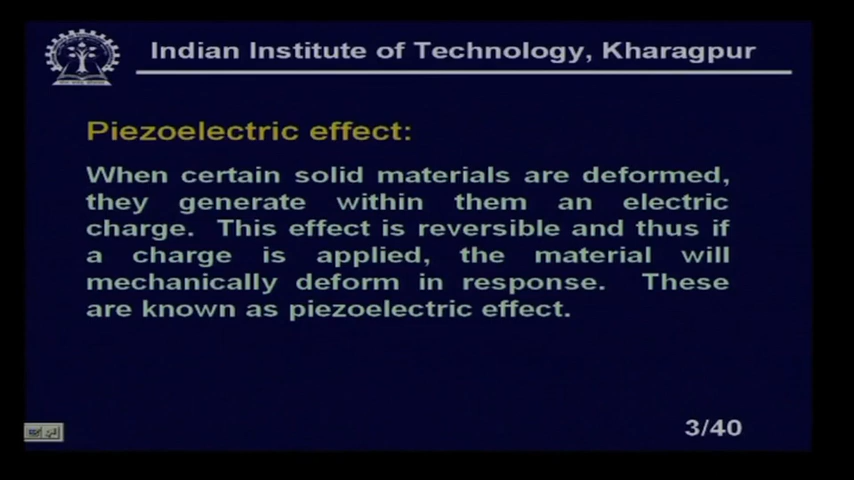 Indian Institute of Technology, Kharagpur
Piezoelectric effect:
When certain solid materials are deformed,
they generate within them an electric
charge. This effect is reversible and thus if
a charge is applied, the material will
mechanically deform in response. These
are known as piezoelectric effect.
3/40